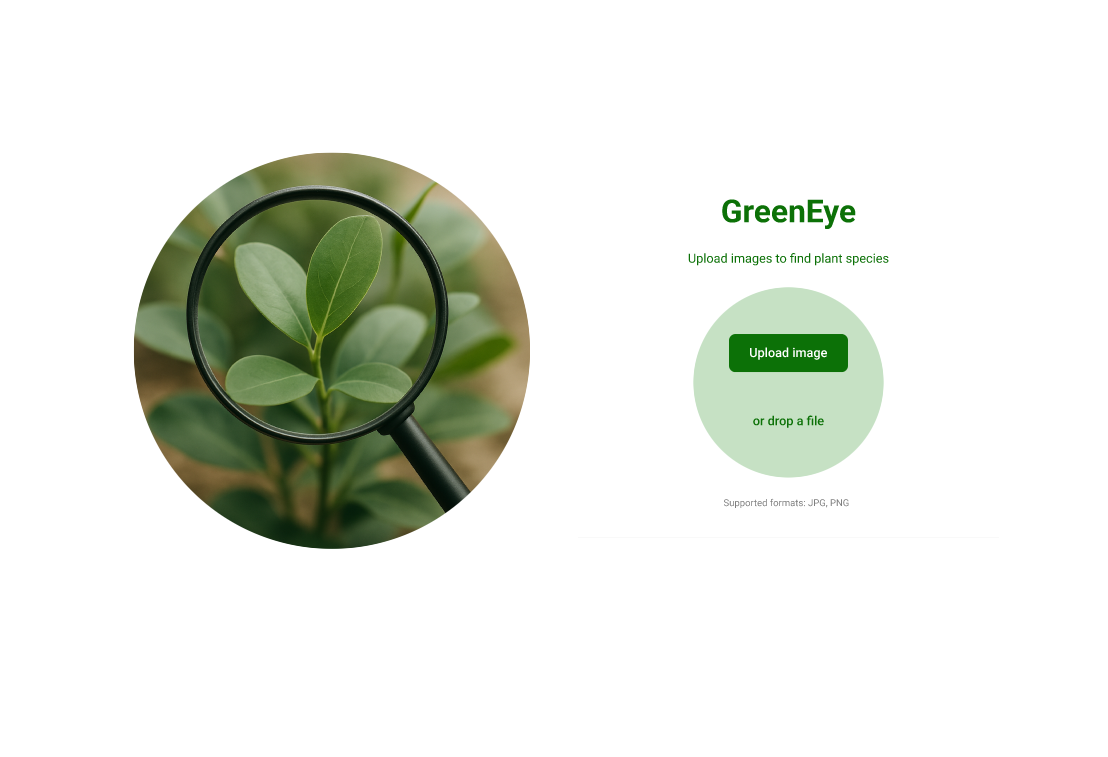 GreenEye
Upload images to find plant species
Upload image
or drop a file
Supported formats: JPG, PNG